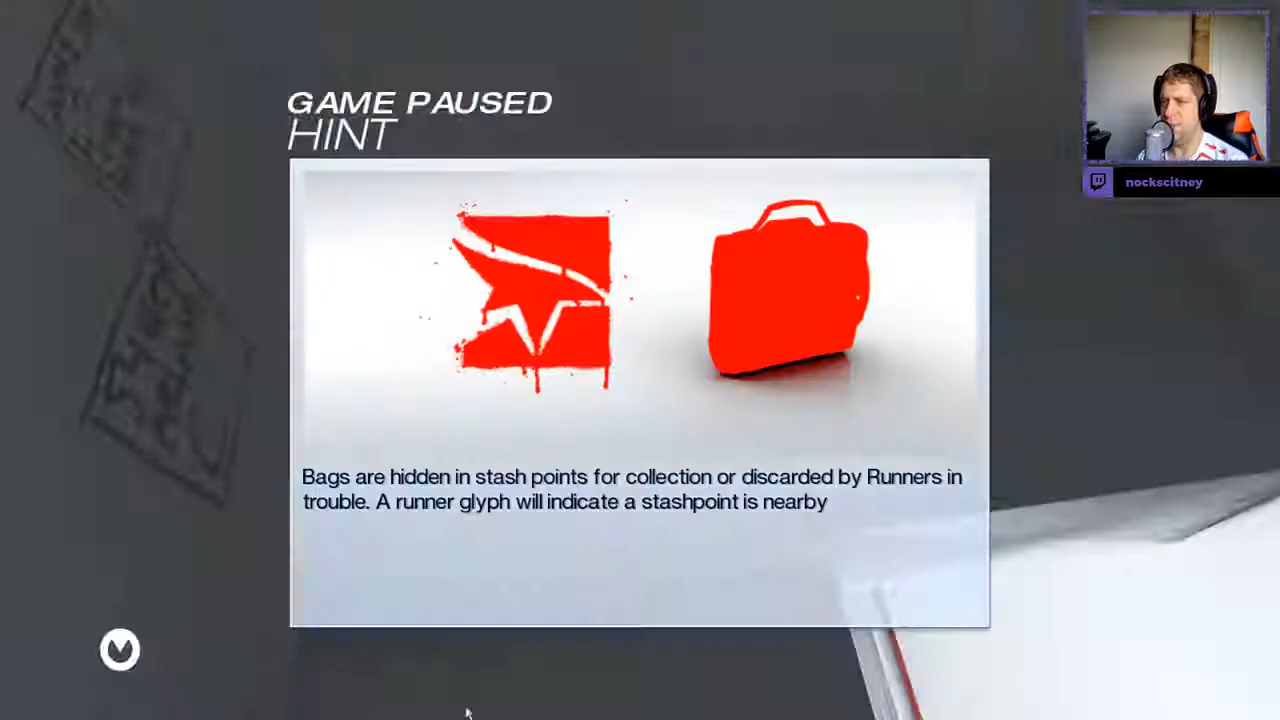 GAME PAUSED
HINT
nockscitney
Bags are hidden in stash points for collection or discarded by Runners in
trouble. A runner glyph will indicate a stashpoint is nearby